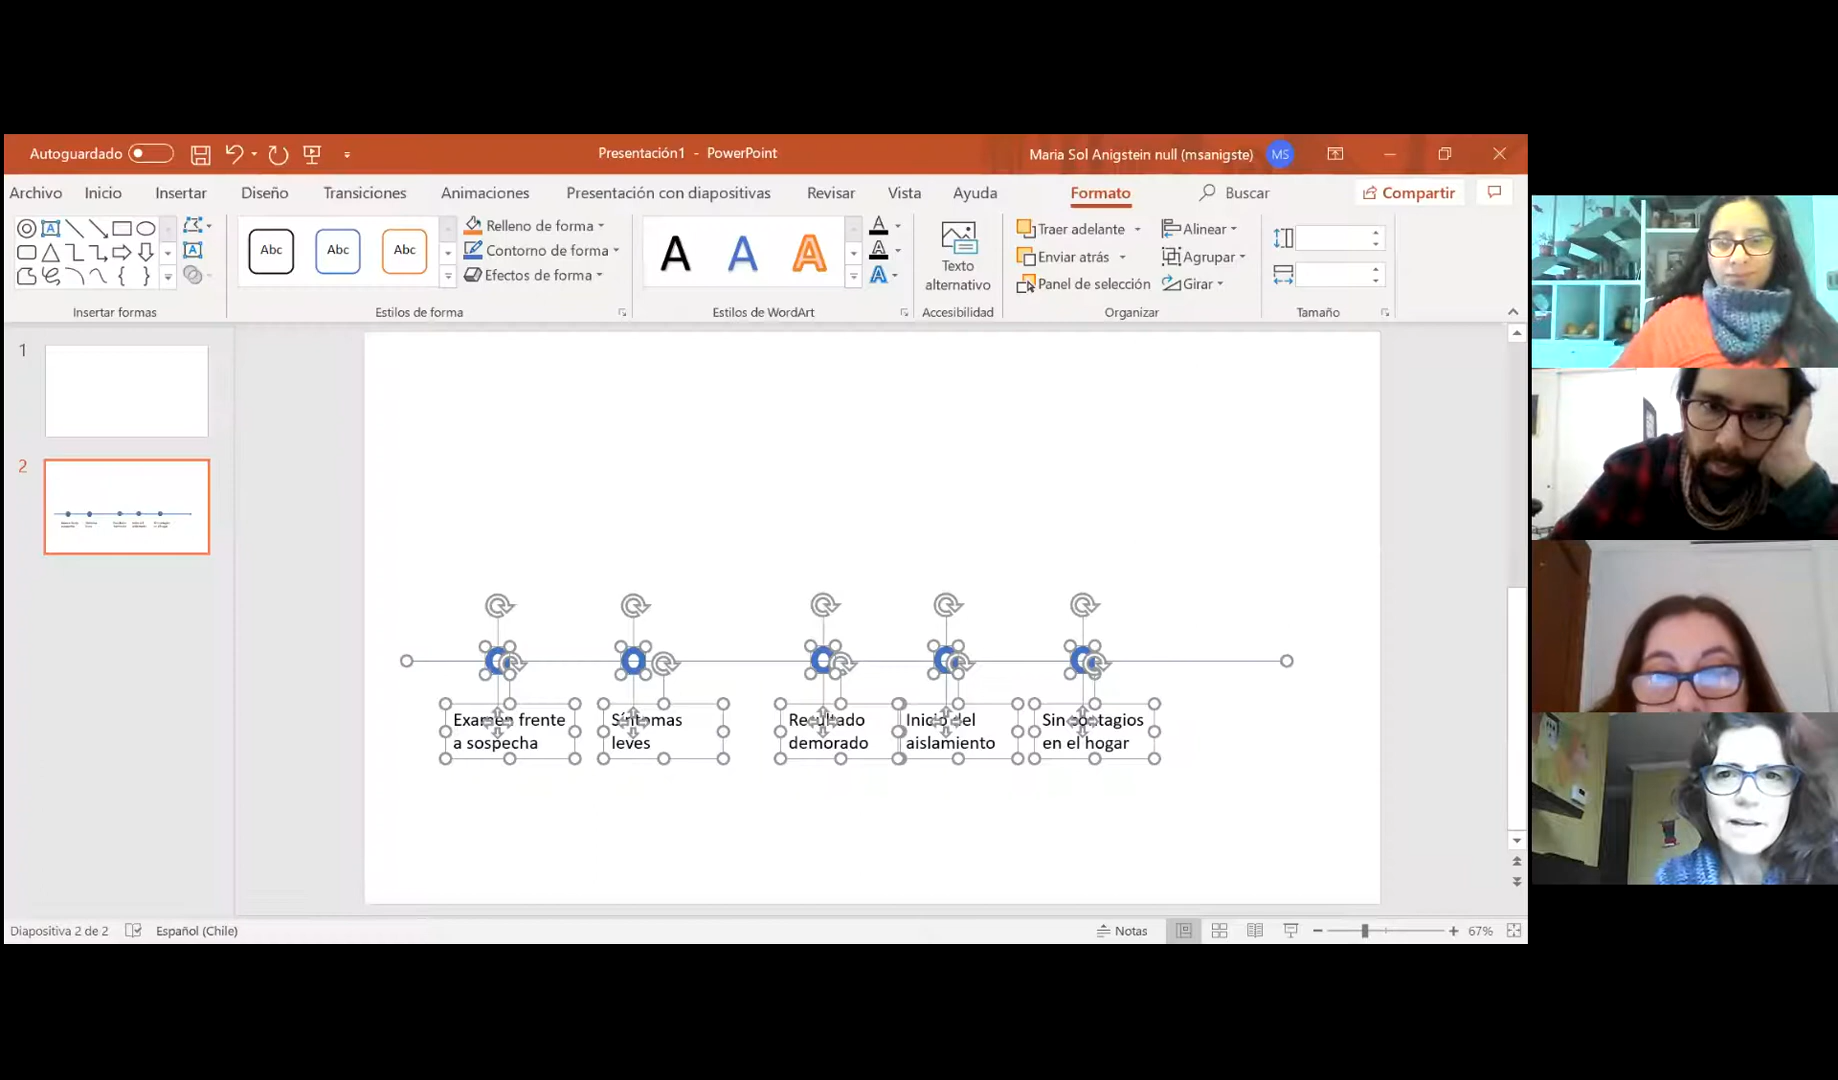 Autoguardado
Presentación1 - PowerPoint
Maria Sol Anigstein null (msanigste)
MS
Archivo Inicio Insertar Diseño Transiciones Animaciones Presentación con diapositivas Revisar Vista Ayuda Formato Buscar Compartir
Abc Abc Abc
Relleno de forma
Contorno de forma
Efectos de forma
A A A
Texto
alternativo
Traer adelante
Enviar atrás
Panel de selección
Alinear
Agrupar
Girar
Insertar formas
Estilos de forma
Estilos de WordArt
Accesibilidad
Organizar
Tamaño
1
2
Examen frente
a sospecha
Síntomas
leves
Resultado
demorado
Inicio del
aislamiento
Sin contagios
en el hogar
Diapositiva 2 de 2
Español (Chile)
Notas
67%